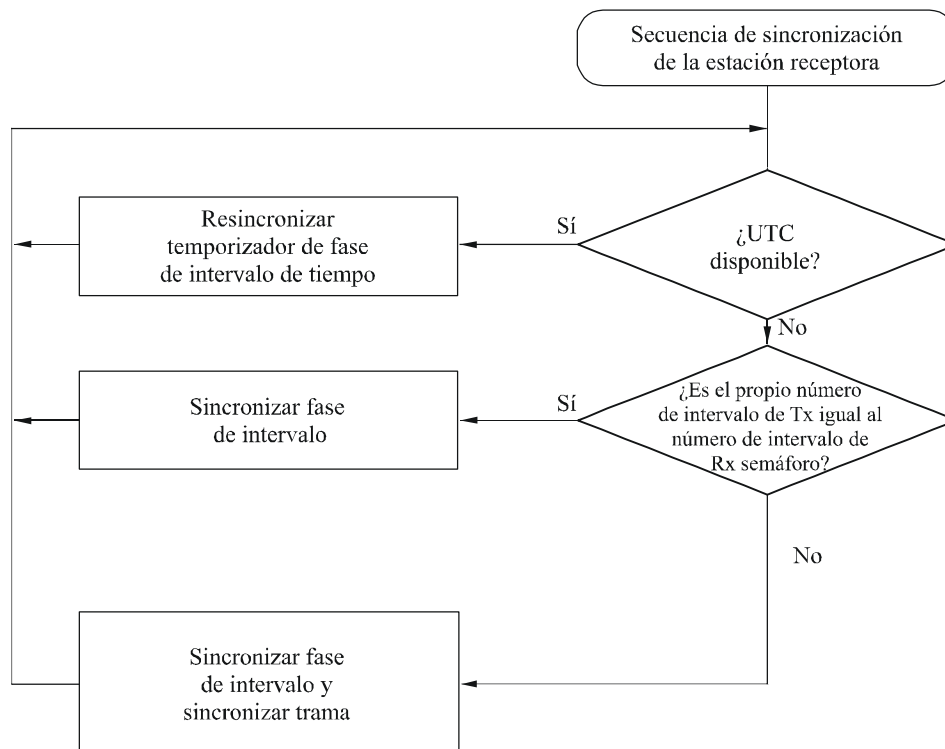 Secuencia de sincronización
de la estación receptora
¿UTC
disponible?
Sí
Resincronizar
temporizador de fase
de intervalo de tiempo
No
¿Es el propio número
de intervalo de Tx igual al
número de intervalo de
Rx semáforo?
Sí
Sincronizar fase
de intervalo
No
Sincronizar fase
de intervalo y
sincronizar trama